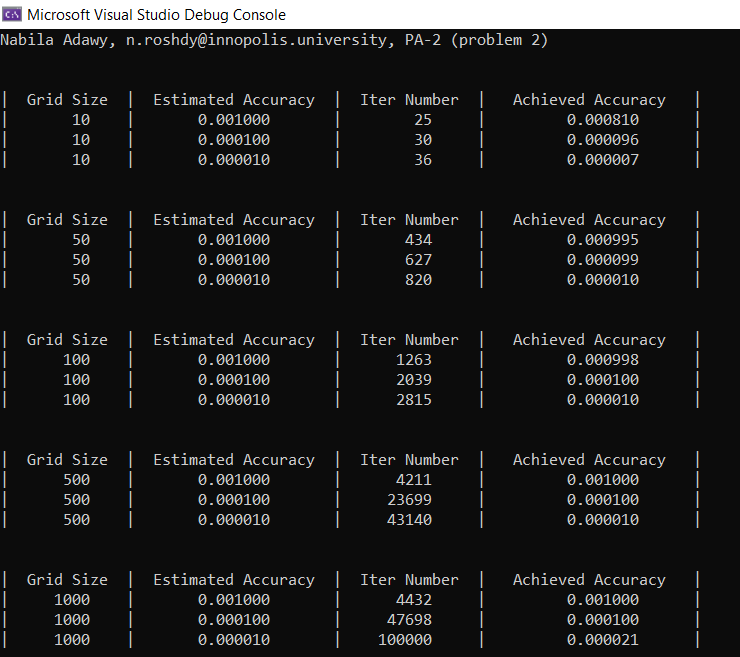 C:\ Microsoft Visual Studio Debug Console
Nabila Adawy, n.roshdy@innopolis.university, PA-2 (problem 2)
| Grid Size | Estimated Accuracy | Iter Number | Achieved Accuracy |
| 10 | 0.001000 | 25 | 0.000810 |
| 10 | 0.000100 | 30 | 0.000096 |
| 10 | 0.000010 | 36 | 0.000007 |
| Grid Size | Estimated Accuracy | Iter Number | Achieved Accuracy |
| 50 | 0.001000 | 434 | 0.000995 |
| 50 | 0.000100 | 627 | 0.000099 |
| 50 | 0.000010 | 820 | 0.000010 |
| Grid Size | Estimated Accuracy | Iter Number | Achieved Accuracy |
| 100 | 0.001000 | 1263 | 0.000998 |
| 100 | 0.000100 | 2039 | 0.000100 |
| 100 | 0.000010 | 2815 | 0.000010 |
| Grid Size | Estimated Accuracy | Iter Number | Achieved Accuracy |
| 500 | 0.001000 | 4211 | 0.001000 |
| 500 | 0.000100 | 23699 | 0.000100 |
| 500 | 0.000010 | 43140 | 0.000010 |
| Grid Size | Estimated Accuracy | Iter Number | Achieved Accuracy |
| 1000 | 0.001000 | 4432 | 0.001000 |
| 1000 | 0.000100 | 47698 | 0.000100 |
| 1000 | 0.000010 | 100000 | 0.000021 |